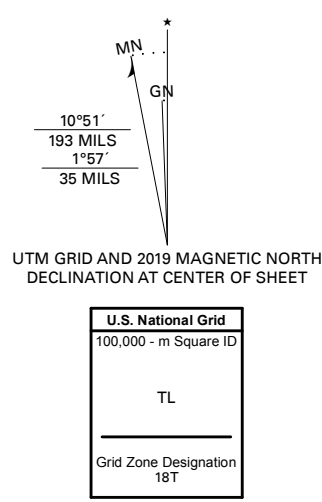 ★
MN
GN
10°51´
193 MILS
1°57´
35 MILS
UTM GRID AND 2019 MAGNETIC NORTH
DECLINATION AT CENTER OF SHEET
U.S. National Grid
100,000 - m Square ID
TL
Grid Zone Designation
18T